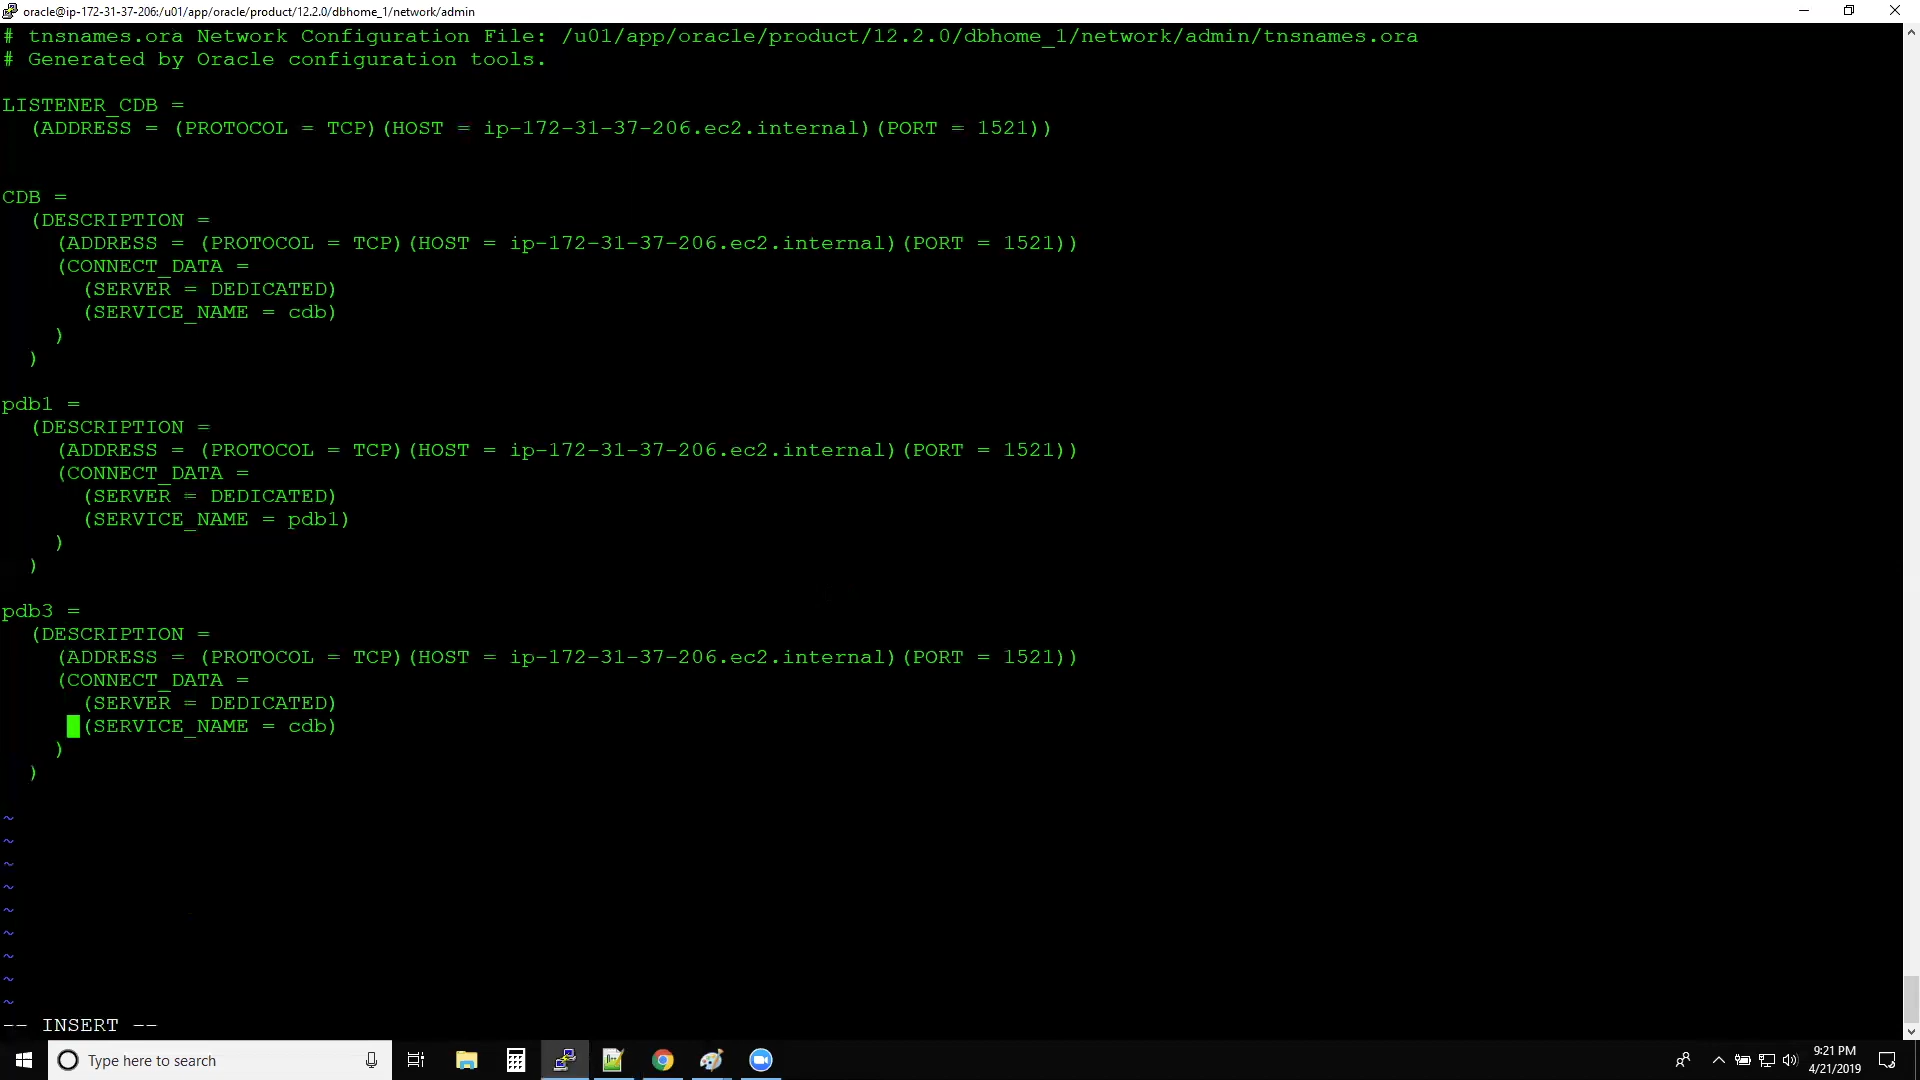 oracle@ip-172-31-37-206:/u01/app/oracle/product/12.2.0/dbhome_1/network/admin
# tnsnames.ora Network Configuration File: /u01/app/oracle/product/12.2.0/dbhome_1/network/admin/tnsnames.ora
# Generated by Oracle configuration tools.
LISTENER_CDB =
(ADDRESS = (PROTOCOL = TCP)(HOST = ip-172-31-37-206.ec2.internal)(PORT = 1521))
CDB =
(DESCRIPTION =
(ADDRESS = (PROTOCOL = TCP)(HOST = ip-172-31-37-206.ec2.internal)(PORT = 1521))
(CONNECT_DATA =
(SERVER = DEDICATED)
(SERVICE_NAME = cdb)
)
)
pdb1 =
(DESCRIPTION =
(ADDRESS = (PROTOCOL = TCP)(HOST = ip-172-31-37-206.ec2.internal)(PORT = 1521))
(CONNECT_DATA =
(SERVER = DEDICATED)
(SERVICE_NAME = pdb1)
)
)
pdb3 =
(DESCRIPTION =
(ADDRESS = (PROTOCOL = TCP)(HOST = ip-172-31-37-206.ec2.internal)(PORT = 1521))
(CONNECT_DATA =
(SERVER = DEDICATED)
(SERVICE_NAME = cdb)
)
)
~
~
~
~
~
~
~
~
~
-- INSERT --
Type here to search
9:21 PM
4/21/2019